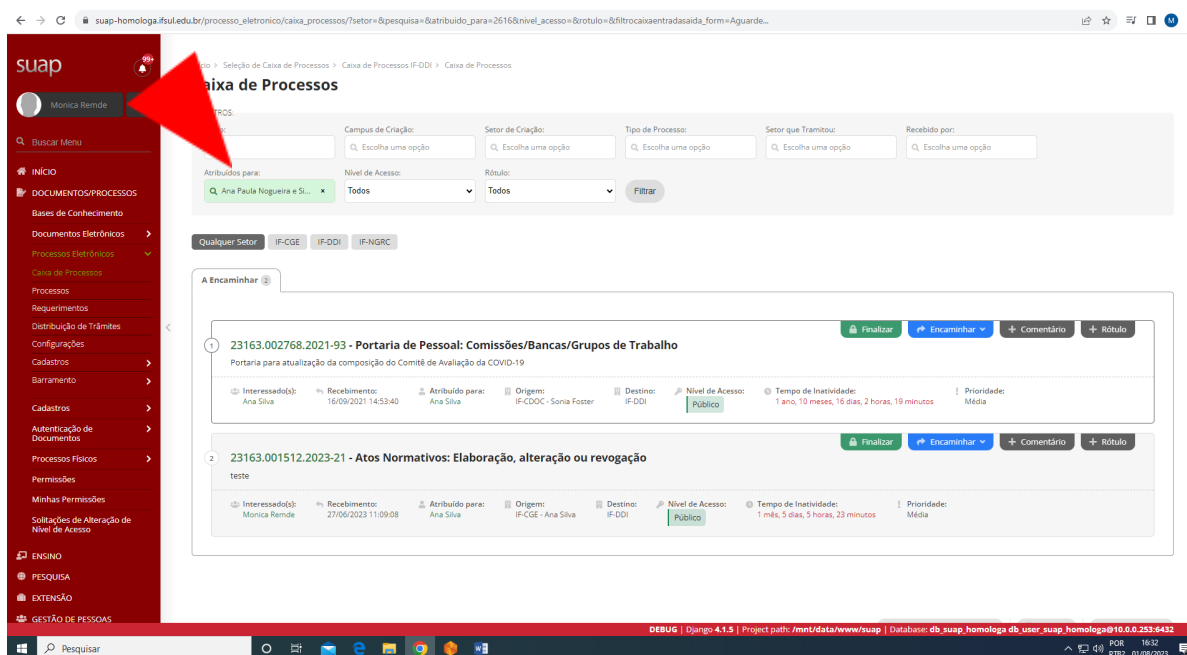 suap-homologa.ifsul.edu.br/processo_eletronico/caixa_processos/?setor=&pesquisa=&atribuido_para=2616&nivel_acesso=&rotulo=&filtrocaixaentradasaida_form=Aguarde...
M
suap
99+
Monica Remde
Buscar Menu
INÍCIO
DOCUMENTOS/PROCESSOS
Bases de Conhecimento
Documentos Eletrônicos
Processos Eletrônicos
Caixa de Processos
Processos
Requerimentos
Distribuição de Trâmites
Configurações
Cadastros
Barramento
Cadastros
Autenticação de
Documentos
Processos Físicos
Permissões
Minhas Permissões
Solitações de Alteração de
Nível de Acesso
ENSINO
PESQUISA
EXTENSÃO
GESTÃO DE PESSOAS
> Seleção de Caixa de Processos > Caixa de Processos IF-DDI > Caixa de Processos
aixa de Processos
Campus de Criação: Setor de Criação: Tipo de Processo: Setor que Tramitou: Recebido por:
Escolha uma opção Escolha uma opção Escolha uma opção Escolha uma opção Escolha uma opção
Atribuídos para: Nível de Acesso: Rótulo:
Ana Paula Nogueira e Si... × Todos Todos Filtrar
Qualquer Setor IF-CGE IF-DDI IF-NGRC
A Encaminhar 2
Finalizar Encaminhar + Comentário + Rótulo
1 23163.002768.2021-93 - Portaria de Pessoal: Comissões/Bancas/Grupos de Trabalho
Portaria para atualização da composição do Comitê de Avaliação da COVID-19
Interessado(s): Recebimento: Atribuído para: Origem: Destino: Nível de Acesso: Tempo de Inatividade: Prioridade:
Ana Silva 16/09/2021 14:53:40 Ana Silva IF-CDOC - Sonia Foster IF-DDI Público 1 ano, 10 meses, 16 dias, 2 horas, 19 minutos Média
Finalizar Encaminhar + Comentário + Rótulo
2 23163.001512.2023-21 - Atos Normativos: Elaboração, alteração ou revogação
teste
Interessado(s): Recebimento: Atribuído para: Origem: Destino: Nível de Acesso: Tempo de Inatividade: Prioridade:
Monica Remde 27/06/2023 11:09:08 Ana Silva IF-CGE - Ana Silva IF-DDI Público 1 mês, 5 dias, 5 horas, 23 minutos Média
DEBUG | Django 4.1.5 | Project path: /mnt/data/www/suap | Database: db_suap_homologa db_user_suap_homologa@10.0.0.253:6432
Pesquisar
POR 16:32
PTB2 01/08/2023